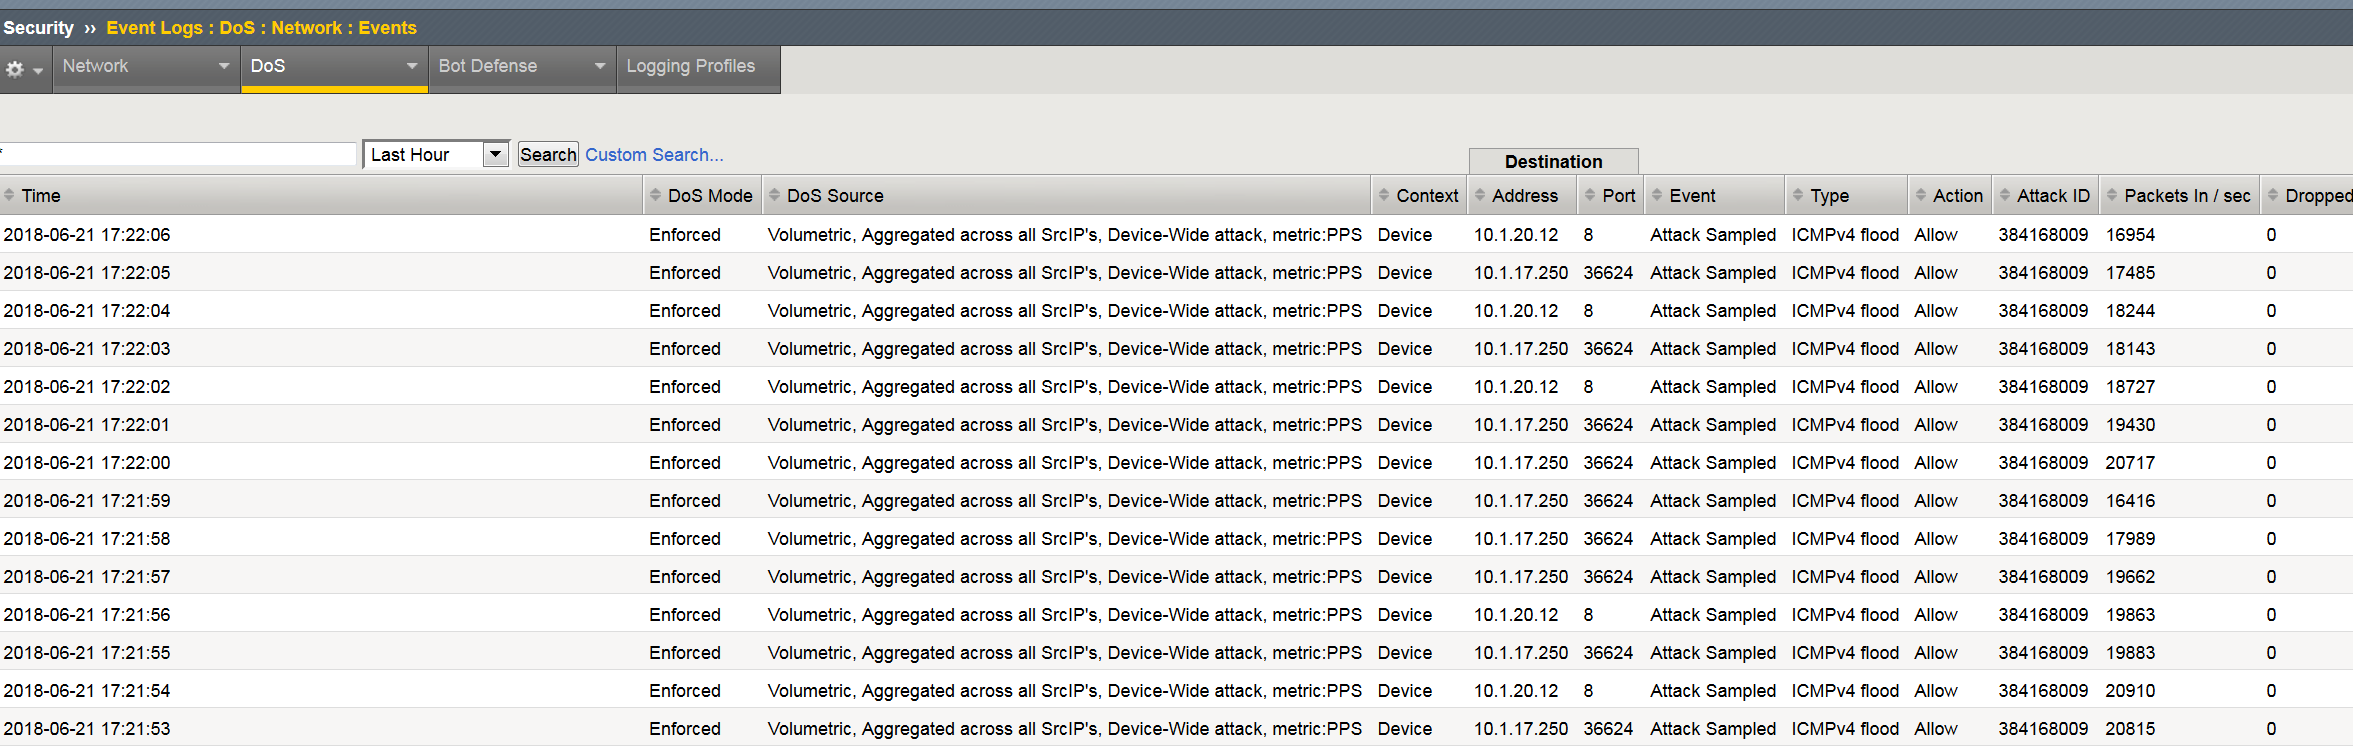 Security ›› Event Logs : DoS : Network : Events
Network DoS Bot Defense Logging Profiles
* Last Hour Search Custom Search...
Destination
Time DoS Mode DoS Source Context Address Port Event Type Action Attack ID Packets In / sec Dropped
2018-06-21 17:22:06 Enforced Volumetric, Aggregated across all SrcIP's, Device-Wide attack, metric:PPS Device 10.1.20.12 8 Attack Sampled ICMPv4 flood Allow 384168009 16954 0
2018-06-21 17:22:05 Enforced Volumetric, Aggregated across all SrcIP's, Device-Wide attack, metric:PPS Device 10.1.17.250 36624 Attack Sampled ICMPv4 flood Allow 384168009 17485 0
2018-06-21 17:22:04 Enforced Volumetric, Aggregated across all SrcIP's, Device-Wide attack, metric:PPS Device 10.1.20.12 8 Attack Sampled ICMPv4 flood Allow 384168009 18244 0
2018-06-21 17:22:03 Enforced Volumetric, Aggregated across all SrcIP's, Device-Wide attack, metric:PPS Device 10.1.17.250 36624 Attack Sampled ICMPv4 flood Allow 384168009 18143 0
2018-06-21 17:22:02 Enforced Volumetric, Aggregated across all SrcIP's, Device-Wide attack, metric:PPS Device 10.1.20.12 8 Attack Sampled ICMPv4 flood Allow 384168009 18727 0
2018-06-21 17:22:01 Enforced Volumetric, Aggregated across all SrcIP's, Device-Wide attack, metric:PPS Device 10.1.17.250 36624 Attack Sampled ICMPv4 flood Allow 384168009 19430 0
2018-06-21 17:22:00 Enforced Volumetric, Aggregated across all SrcIP's, Device-Wide attack, metric:PPS Device 10.1.17.250 36624 Attack Sampled ICMPv4 flood Allow 384168009 20717 0
2018-06-21 17:21:59 Enforced Volumetric, Aggregated across all SrcIP's, Device-Wide attack, metric:PPS Device 10.1.17.250 36624 Attack Sampled ICMPv4 flood Allow 384168009 16416 0
2018-06-21 17:21:58 Enforced Volumetric, Aggregated across all SrcIP's, Device-Wide attack, metric:PPS Device 10.1.17.250 36624 Attack Sampled ICMPv4 flood Allow 384168009 17989 0
2018-06-21 17:21:57 Enforced Volumetric, Aggregated across all SrcIP's, Device-Wide attack, metric:PPS Device 10.1.17.250 36624 Attack Sampled ICMPv4 flood Allow 384168009 19662 0
2018-06-21 17:21:56 Enforced Volumetric, Aggregated across all SrcIP's, Device-Wide attack, metric:PPS Device 10.1.20.12 8 Attack Sampled ICMPv4 flood Allow 384168009 19863 0
2018-06-21 17:21:55 Enforced Volumetric, Aggregated across all SrcIP's, Device-Wide attack, metric:PPS Device 10.1.17.250 36624 Attack Sampled ICMPv4 flood Allow 384168009 19883 0
2018-06-21 17:21:54 Enforced Volumetric, Aggregated across all SrcIP's, Device-Wide attack, metric:PPS Device 10.1.20.12 8 Attack Sampled ICMPv4 flood Allow 384168009 20910 0
2018-06-21 17:21:53 Enforced Volumetric, Aggregated across all SrcIP's, Device-Wide attack, metric:PPS Device 10.1.17.250 36624 Attack Sampled ICMPv4 flood Allow 384168009 20815 0